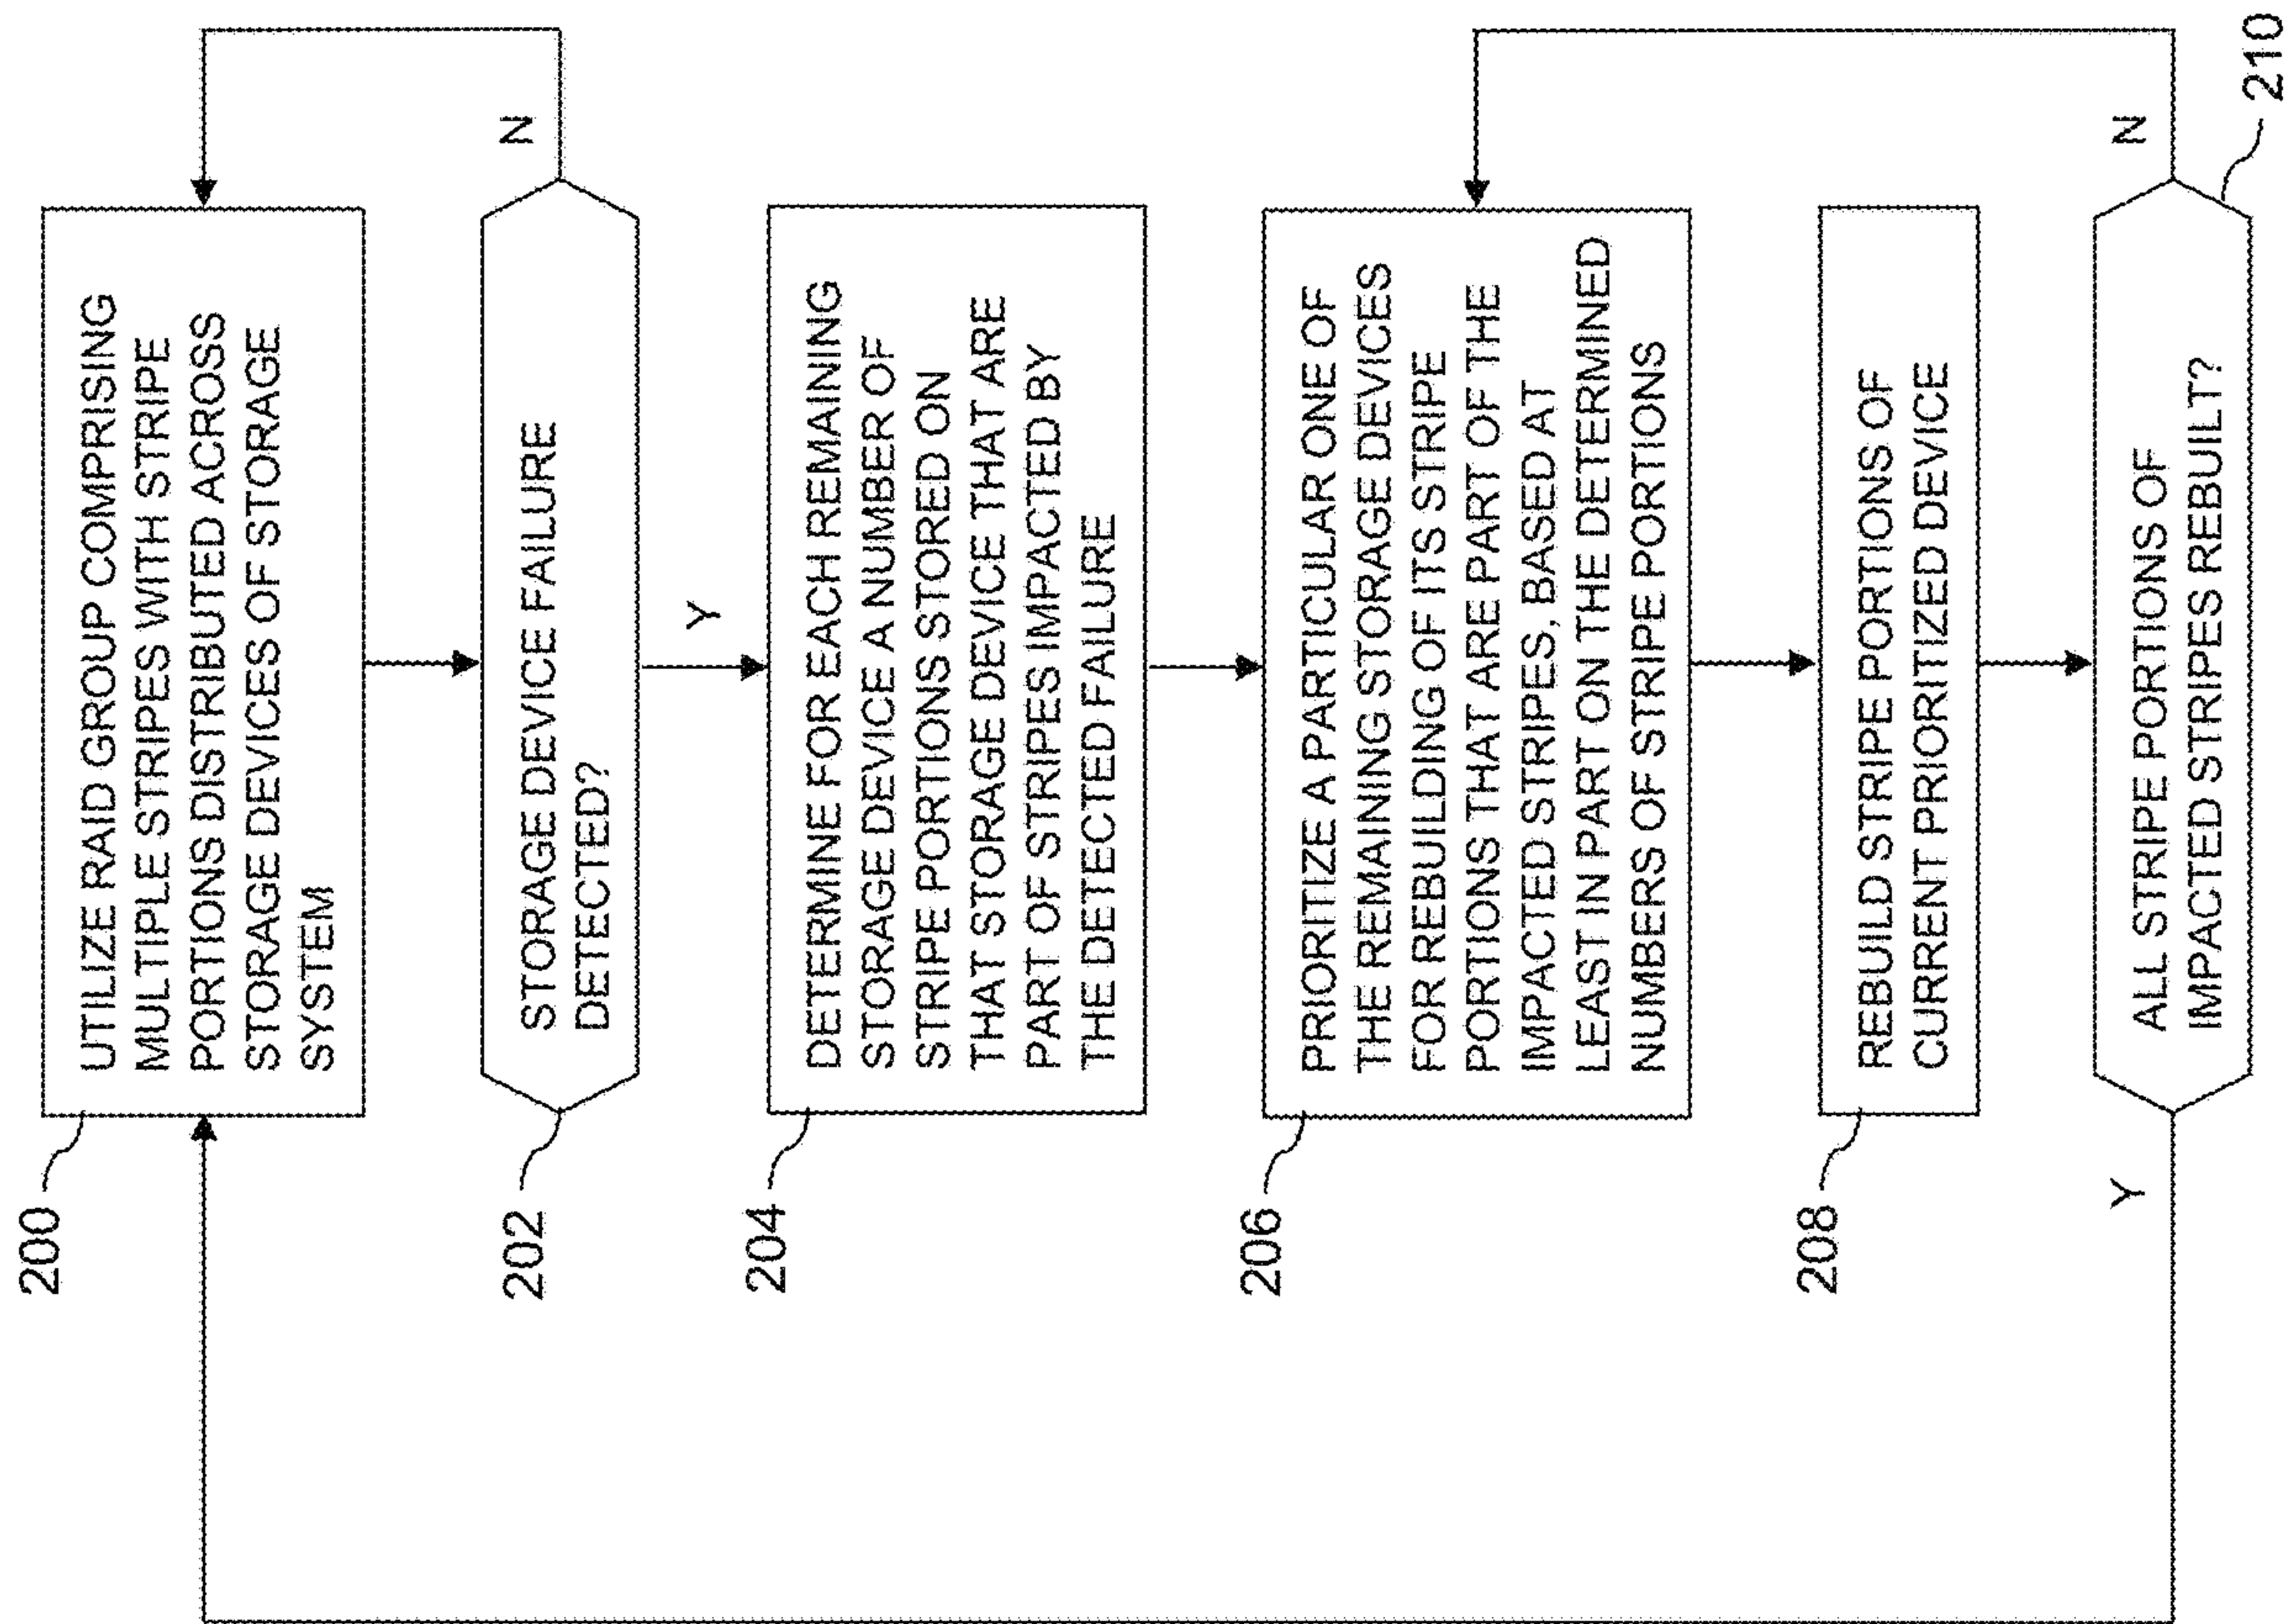 200
UTILIZE RAID GROUP COMPRISING
MULTIPLE STRIPES WITH STRIPE
PORTIONS DISTRIBUTED ACROSS
STORAGE DEVICES OF STORAGE
SYSTEM
202
STORAGE DEVICE FAILURE
DETECTED?
N
Y
204
DETERMINE FOR EACH REMAINING
STORAGE DEVICE A NUMBER OF
STRIPE PORTIONS STORED ON
THAT STORAGE DEVICE THAT ARE
PART OF STRIPES IMPACTED BY
THE DETECTED FAILURE
206
PRIORITIZE A PARTICULAR ONE OF
THE REMAINING STORAGE DEVICES
FOR REBUILDING OF ITS STRIPE
PORTIONS THAT ARE PART OF THE
IMPACTED STRIPES, BASED AT
LEAST IN PART ON THE DETERMINED
NUMBERS OF STRIPE PORTIONS
208
REBUILD STRIPE PORTIONS OF
CURRENT PRIORITIZED DEVICE
Y
ALL STRIPE PORTIONS OF
IMPACTED STRIPES REBUILT?
N
210